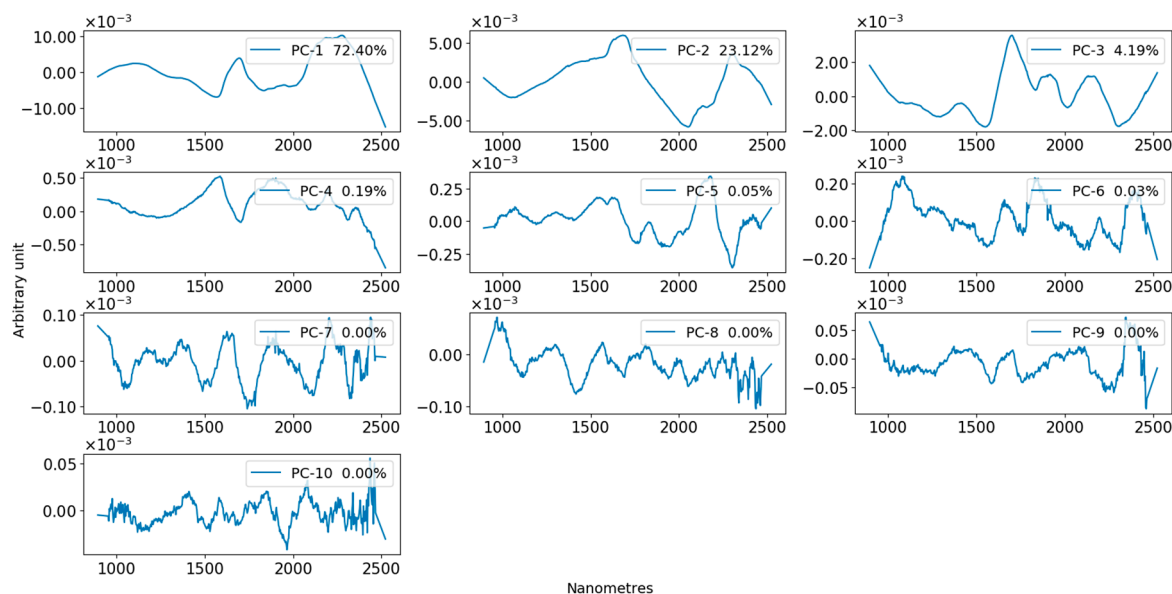 ×10⁻³ ×10⁻³ ×10⁻³
10.00 0.00 −10.00 PC-1 72.40% 5.00 0.00 −5.00 PC-2 23.12% 2.00 0.00 −2.00 PC-3 4.19%
1000 1500 2000 2500 1000 1500 2000 2500 1000 1500 2000 2500
×10⁻³ ×10⁻³ ×10⁻³
0.50 0.00 −0.50 PC-4 0.19% 0.25 0.00 −0.25 PC-5 0.05% 0.20 0.00 −0.20 PC-6 0.03%
1000 1500 2000 2500 1000 1500 2000 2500 1000 1500 2000 2500
Arbitrary unit
×10⁻³ ×10⁻³ ×10⁻³
0.10 0.00 −0.10 PC-7 0.00% 0.00 −0.10 PC-8 0.00% 0.05 0.00 −0.05 PC-9 0.00%
1000 1500 2000 2500 1000 1500 2000 2500 1000 1500 2000 2500
×10⁻³
0.05 0.00 PC-10 0.00%
1000 1500 2000 2500
Nanometres